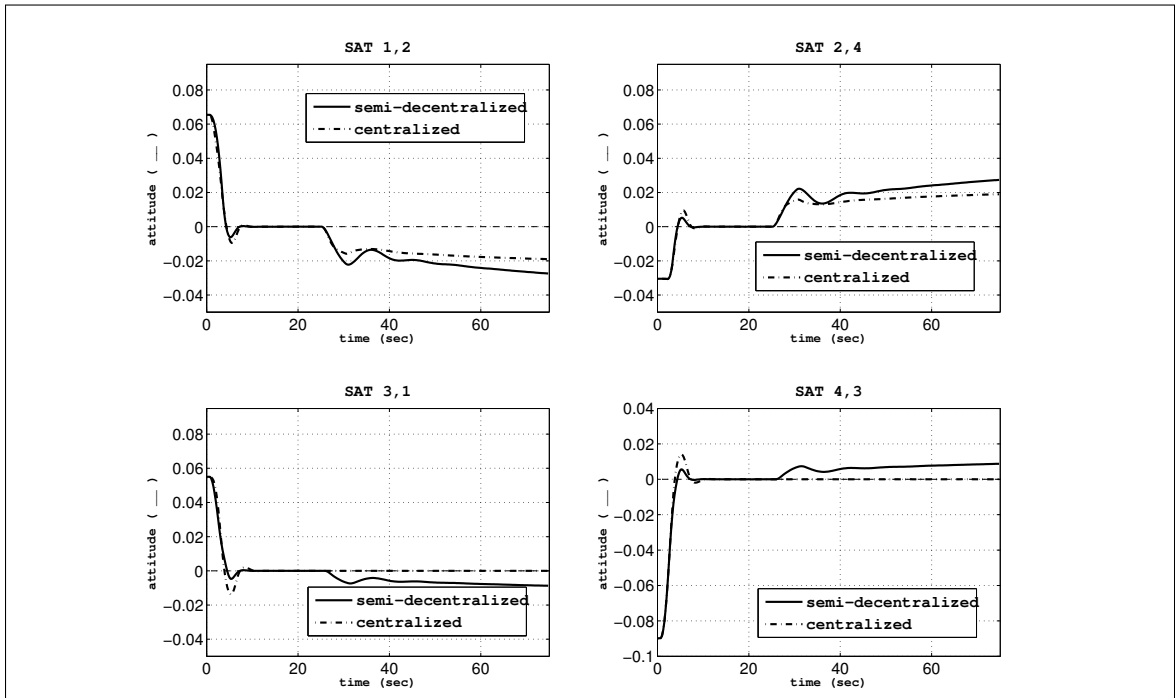 SAT 1,2
0.08
0.06
0.04
0.02
0
−0.02
−0.04
0 20 40 60
attitude ( __ )
time (sec)
semi-decentralized
centralized
SAT 2,4
0.08
0.06
0.04
0.02
0
−0.02
−0.04
0 20 40 60
attitude ( __ )
time (sec)
semi-decentralized
centralized
SAT 3,1
0.08
0.06
0.04
0.02
0
−0.02
−0.04
0 20 40 60
attitude ( __ )
time (sec)
semi-decentralized
centralized
SAT 4,3
0.04
0.02
0
−0.02
−0.04
−0.06
−0.08
−0.1
0 20 40 60
attitude ( __ )
time (sec)
semi-decentralized
centralized